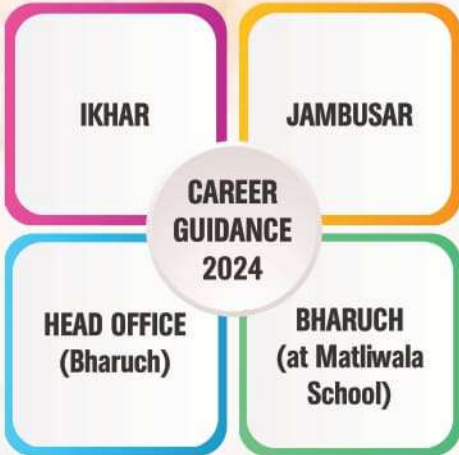 IKHAR
JAMBUSAR
CAREER
GUIDANCE
2024
HEAD OFFICE
(Bharuch)
BHARUCH
(at Matliwala
School)